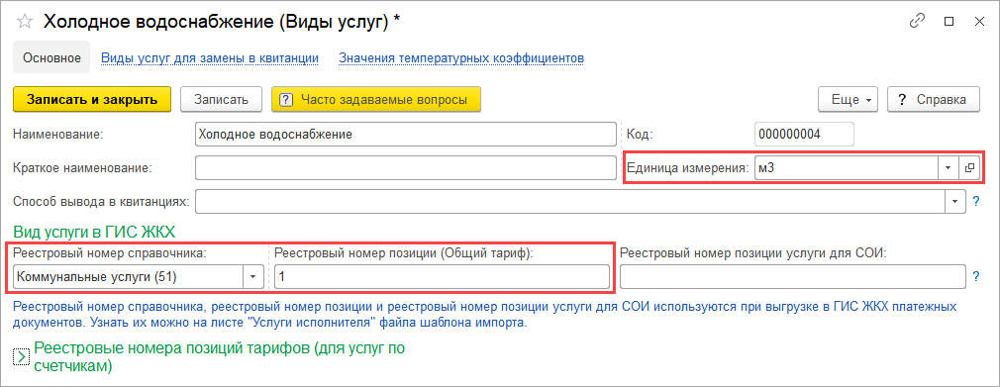 Холодное водоснабжение (Виды услуг) *
Основное Виды услуг для замены в квитанции Значения температурных коэффициентов
Записать и закрыть Записать ? Часто задаваемые вопросы Еще ? Справка
Наименование: Холодное водоснабжение Код: 000000004
Краткое наименование: Единица измерения: м3
Способ вывода в квитанциях: ?
Вид услуги в ГИС ЖКХ
Реестровый номер справочника: Реестровый номер позиции (Общий тариф): Реестровый номер позиции услуги для СОИ:
Коммунальные услуги (51) 1 ?
Реестровый номер справочника, реестровый номер позиции и реестровый номер позиции услуги для СОИ используются при выгрузке в ГИС ЖКХ платежных
документов. Узнать их можно на листе "Услуги исполнителя" файла шаблона импорта.
Реестровые номера позиций тарифов (для услуг по
счетчикам)